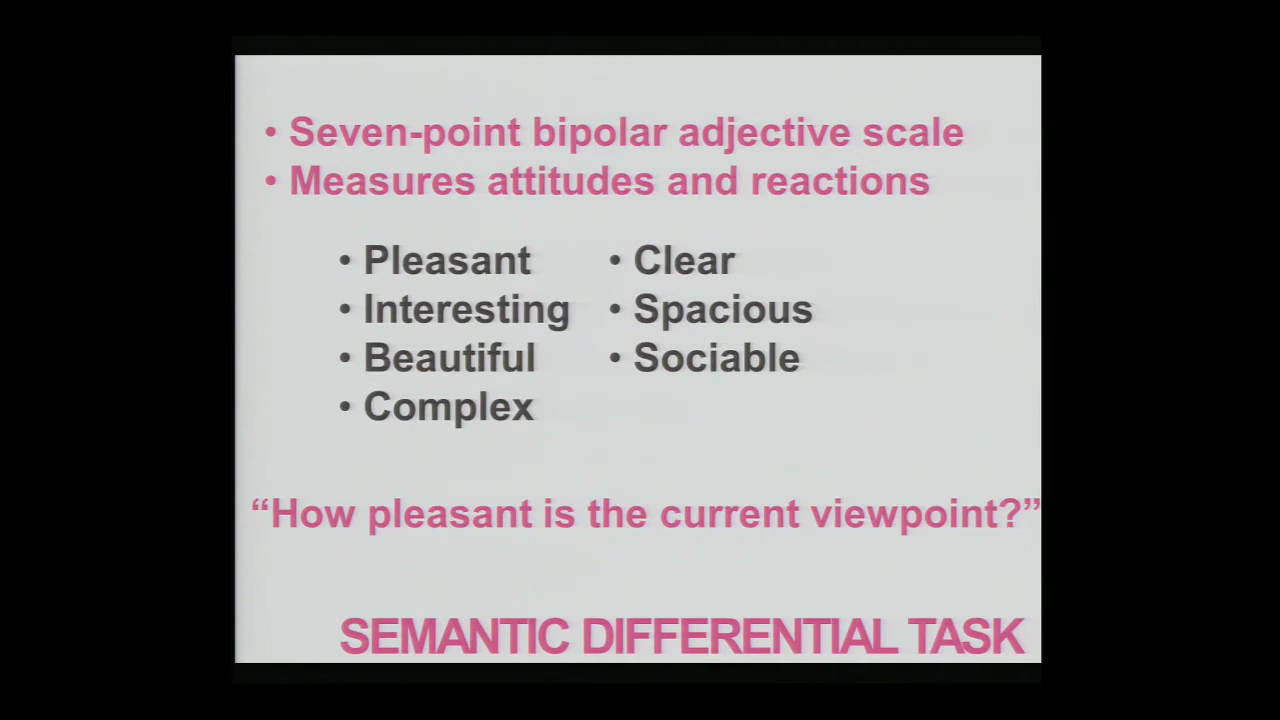 • Seven-point bipolar adjective scale
• Measures attitudes and reactions
• Pleasant
• Interesting
• Beautiful
• Complex
• Clear
• Spacious
• Sociable
“How pleasant is the current viewpoint?”
SEMANTIC DIFFERENTIAL TASK